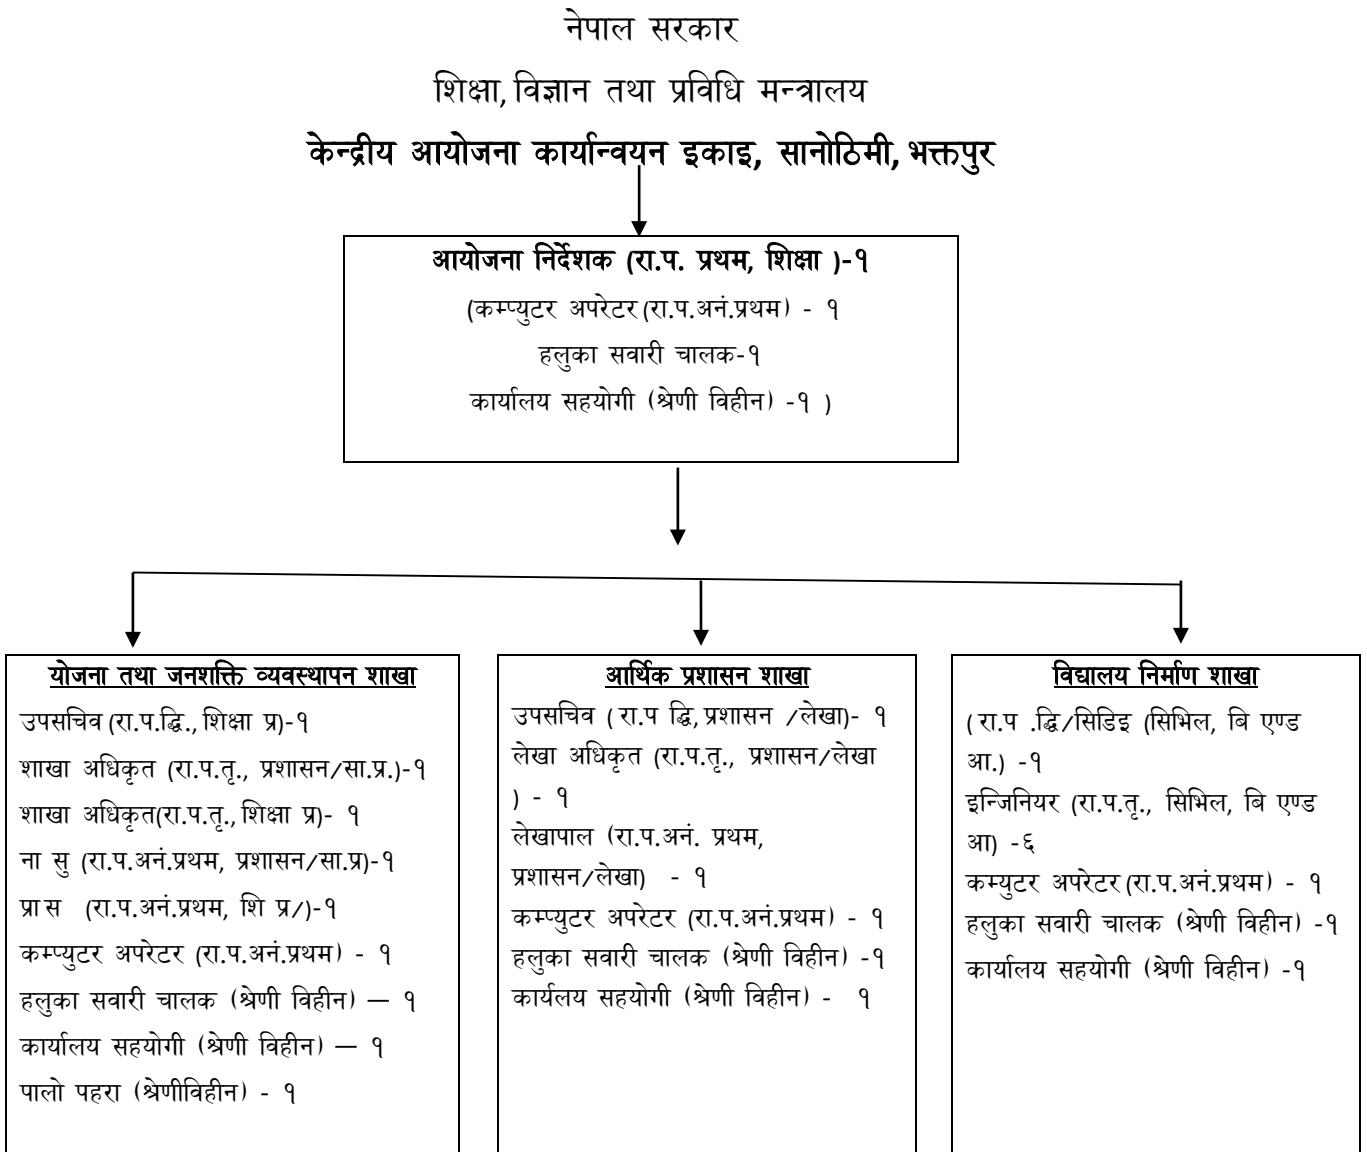 नेपाल सरकार
शिक्षा, विज्ञान तथा प्रविधि मन्त्रालय
केन्द्रीय आयोजना कार्यान्वयन इकाइ, सानोठिमी, भक्तपुर
आयोजना निर्देशक (रा.प. प्रथम, शिक्षा )-१
(कम्प्युटर अपरेटर (रा.प.अनं.प्रथम) - १
हलुका सवारी चालक-१
कार्यालय सहयोगी (श्रेणी विहीन) -१ )
योजना तथा जनशक्ति व्यवस्थापन शाखा
उपसचिव (रा.प.द्धि., शिक्षा प्र)-१
शाखा अधिकृत (रा.प.तृ., प्रशासन/सा.प्र.)-१
शाखा अधिकृत(रा.प.तृ., शिक्षा प्र)- १
ना सु (रा.प.अनं.प्रथम, प्रशासन/सा.प्र)-१
प्रा स (रा.प.अनं.प्रथम, शि प्र/)-१
कम्प्युटर अपरेटर (रा.प.अनं.प्रथम) - १
हलुका सवारी चालक (श्रेणी विहीन) — १
कार्यालय सहयोगी (श्रेणी विहीन) — १
पालो पहरा (श्रेणीविहीन) - १
आर्थिक प्रशासन शाखा
उपसचिव ( रा.प द्धि, प्रशासन /लेखा)- १
लेखा अधिकृत (रा.प.तृ., प्रशासन/लेखा
) - १
लेखापाल (रा.प.अनं. प्रथम,
प्रशासन/लेखा) - १
कम्प्युटर अपरेटर (रा.प.अनं.प्रथम) - १
हलुका सवारी चालक (श्रेणी विहीन) -१
कार्यलय सहयोगी (श्रेणी विहीन) - १
विद्यालय निर्माण शाखा
( रा.प .द्धि/सिडिइ (सिभिल, बि एण्ड
आ.) -१
इन्जिनियर (रा.प.तृ., सिभिल, बि एण्ड
आ) -६
कम्युटर अपरेटर (रा.प.अनं.प्रथम) - १
हलुका सवारी चालक (श्रेणी विहीन) -१
कार्यालय सहयोगी (श्रेणी विहीन) -१